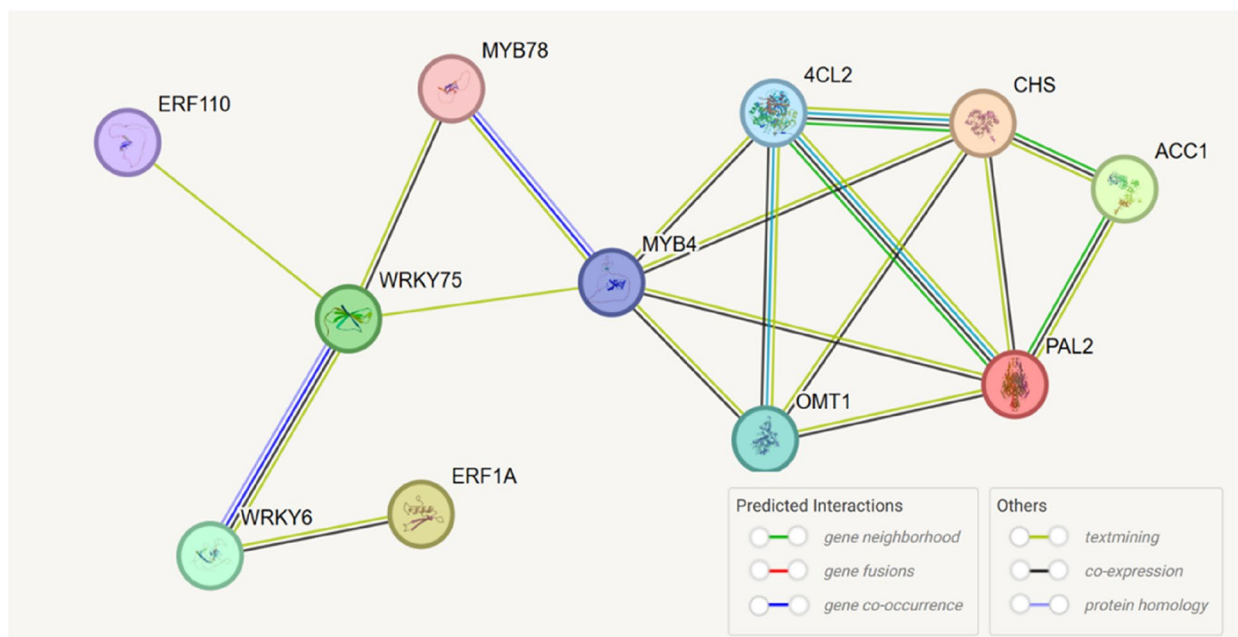 MYB78
ERF110
4CL2
CHS
ACC1
MYB4
WRKY75
PAL2
OMT1
ERF1A
WRKY6
Predicted Interactions
gene neighborhood
gene fusions
gene co-occurrence
Others
textmining
co-expression
protein homology